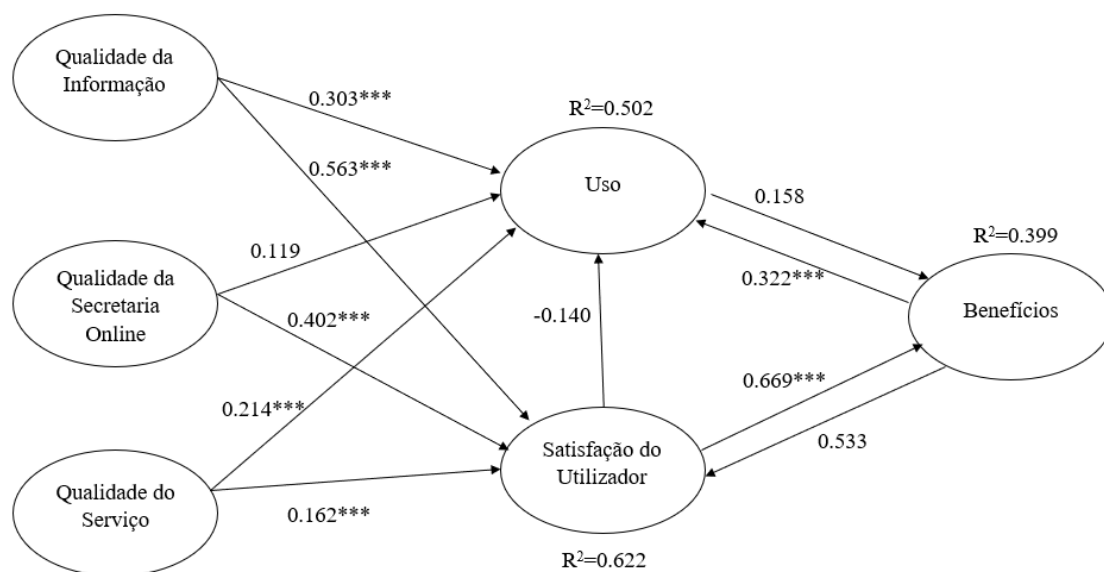 Qualidade da
Informação
0.303***
R²=0.502
0.563***
Uso
0.158
0.119
R²=0.399
Qualidade da
Secretaria
Online
0.322***
Benefícios
0.402***
-0.140
0.669***
0.214***
0.533
Satisfação do
Utilizador
Qualidade do
Serviço
0.162***
R²=0.622